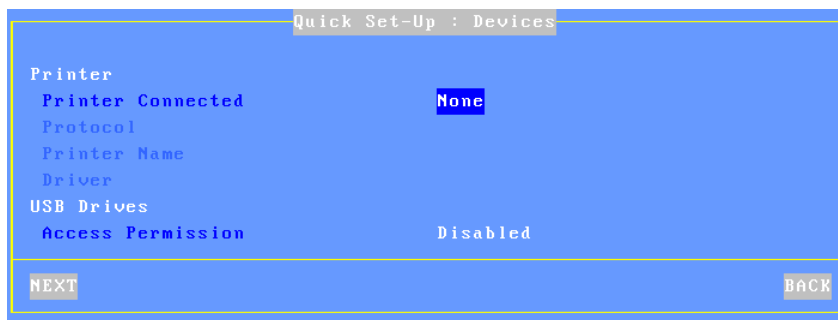 Quick Set-Up : Devices
Printer
Printer Connected None
Protocol
Printer Name
Driver
USB Drives
Access Permission Disabled
NEXT BACK